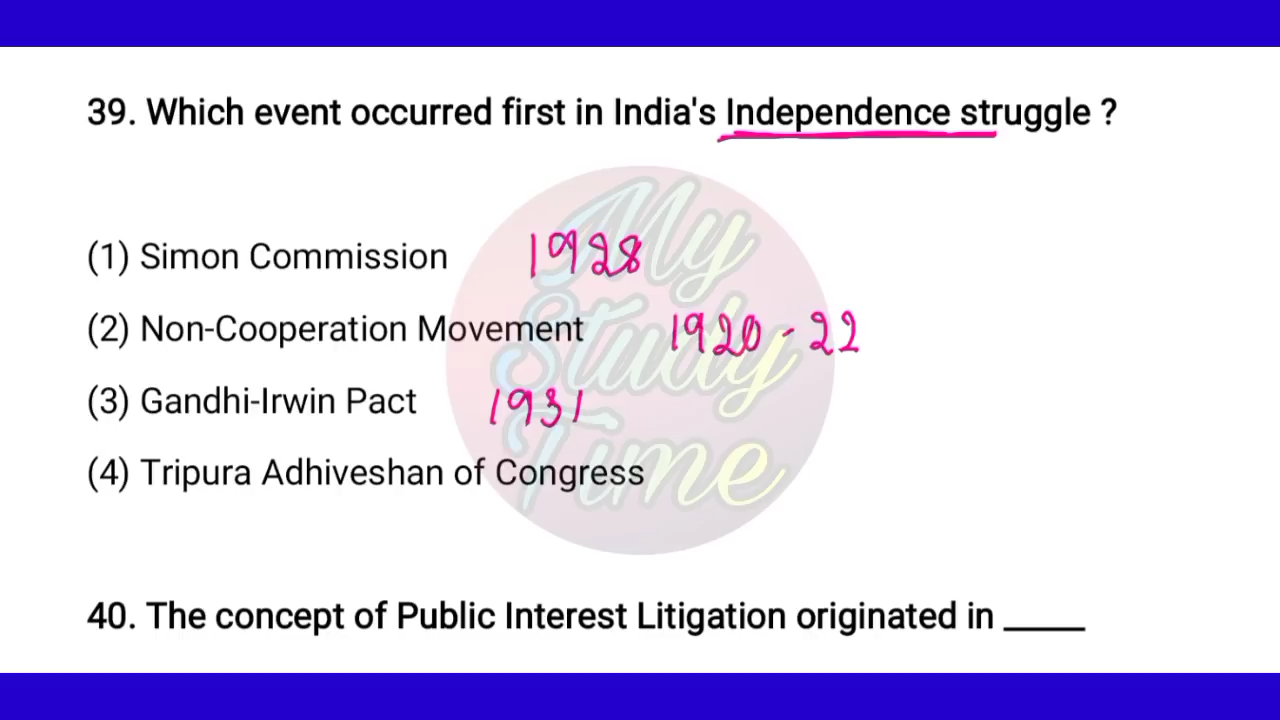 39. Which event occurred first in India's Independence struggle ?
(1) Simon Commission 1928
(2) Non-Cooperation Movement 1920 - 22
(3) Gandhi-Irwin Pact 1931
(4) Tripura Adhiveshan of Congress
My
Study
Time
40. The concept of Public Interest Litigation originated in _____